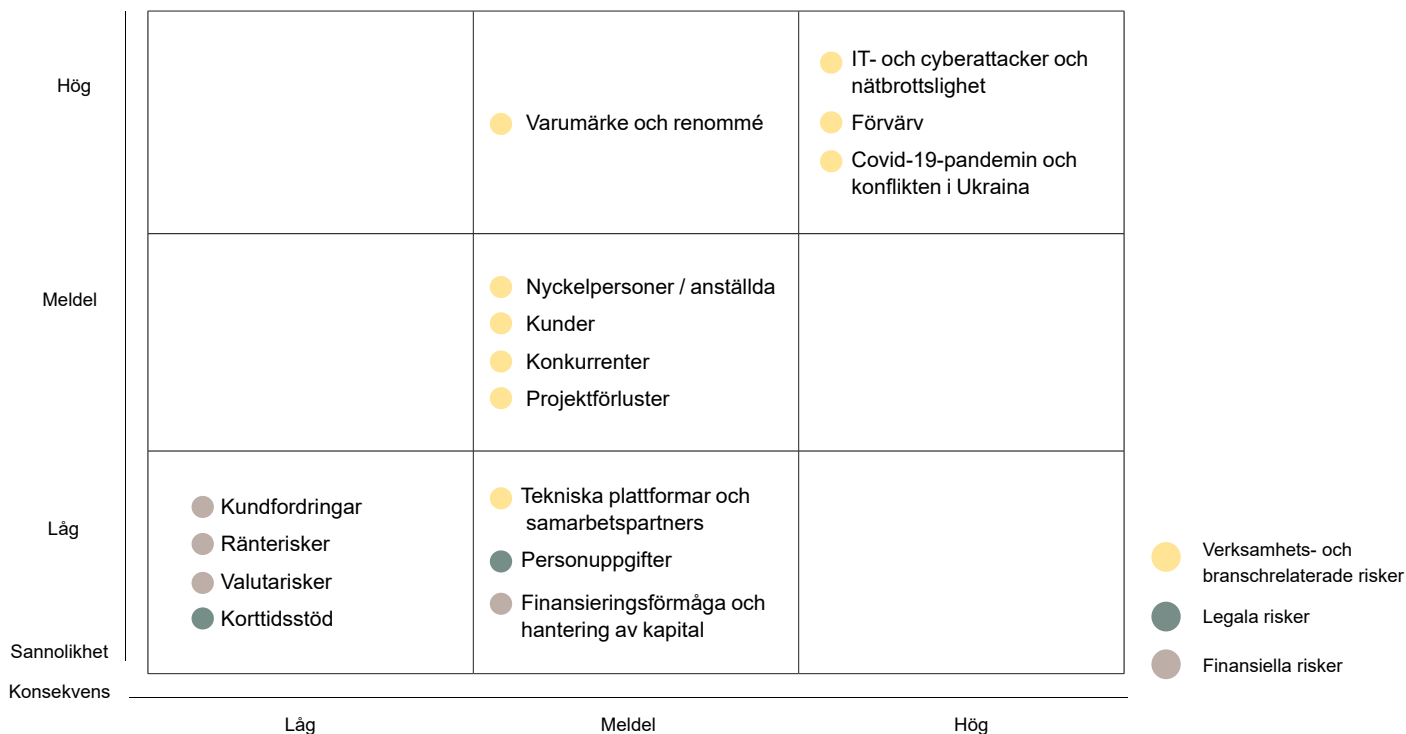 Hög
Varumärke och renommé
IT- och cyberattacker och
nätbrottslighet
Förvärv
Covid-19-pandemin och
konflikten i Ukraina
Meldel
Nyckelpersoner / anställda
Kunder
Konkurrenter
Projektförluster
Låg
Kundfordringar
Ränterisker
Valutarisker
Korttidsstöd
Tekniska plattformar och
samarbetspartners
Personuppgifter
Finansieringsförmåga och
hantering av kapital
Verksamhets- och
branschrelaterade risker
Legala risker
Finansiella risker
Sannolikhet
Konsekvens
Låg
Meldel
Hög